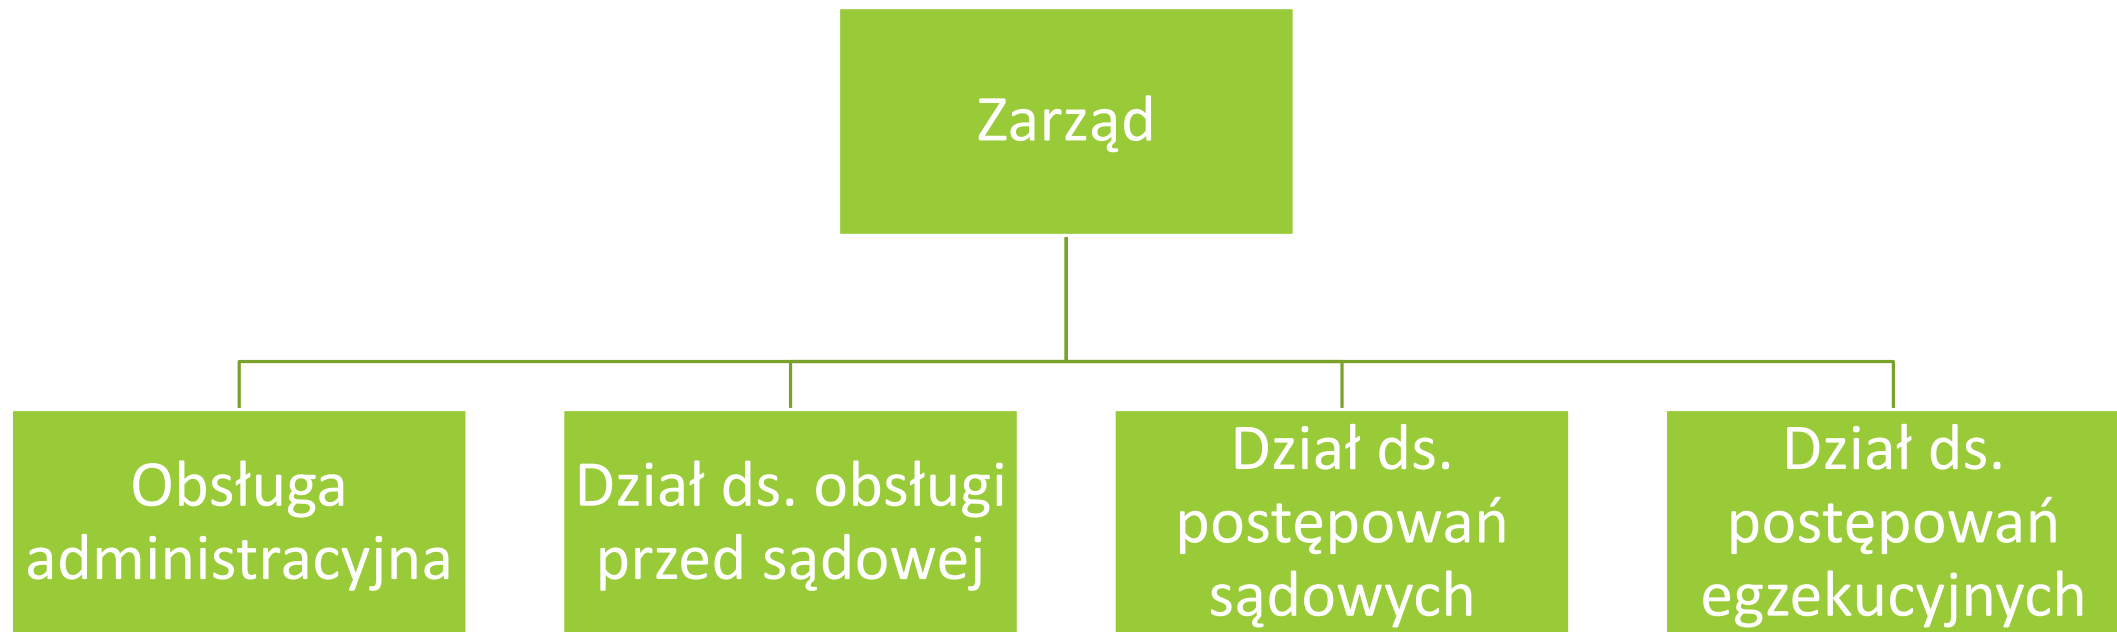 Zarząd
Obsługa
administracyjna
Dział ds. obsługi
przed sądowej
Dział ds.
postępowań
sądowych
Dział ds.
postępowań
egzekucyjnych